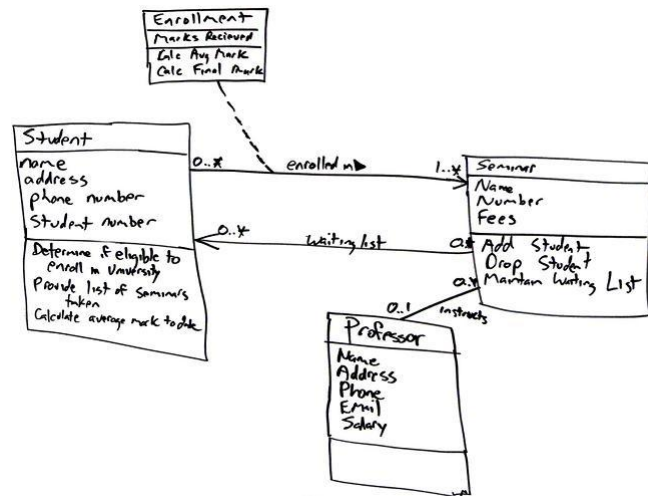 Enrollment
Marks Recieved
Calc Avg Mark
Calc Final Mark
Student
name
address
phone number
Student number
Determine if eligible to
enroll in University
Provide list of Seminars
taken
Calculate average mark to date
0..*
enrolled in
1..*
0..*
Waiting list
0..*
Seminar
Name
Number
Fees
Add Student
Drop Student
Maintain Waiting List
0..*
instructs
0..1
Professor
Name
Address
Phone
Email
Salary